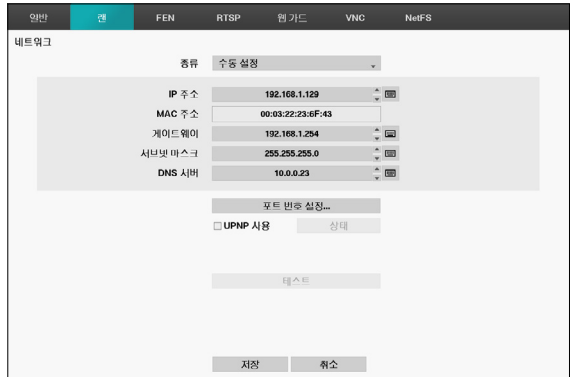 일반 랜 FEN RTSP 웹 가드 VNC NetFS
네트워크
종류 수동 설정
IP 주소 192.168.1.129
MAC 주소 00:03:22:23:6F:43
게이트웨이 192.168.1.254
서브넷 마스크 255.255.255.0
DNS 서버 10.0.0.23
포트 번호 설정...
UPNP 사용 상태
테스트
저장 취소